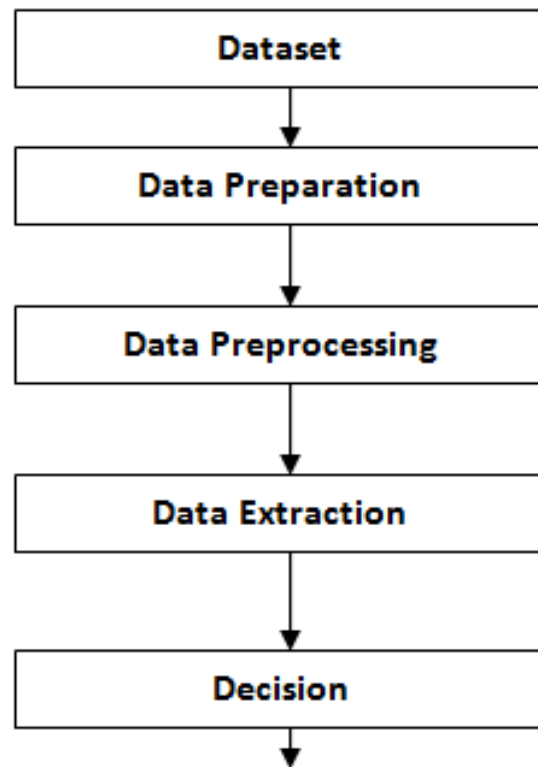 Dataset
Data Preparation
Data Preprocessing
Data Extraction
Decision